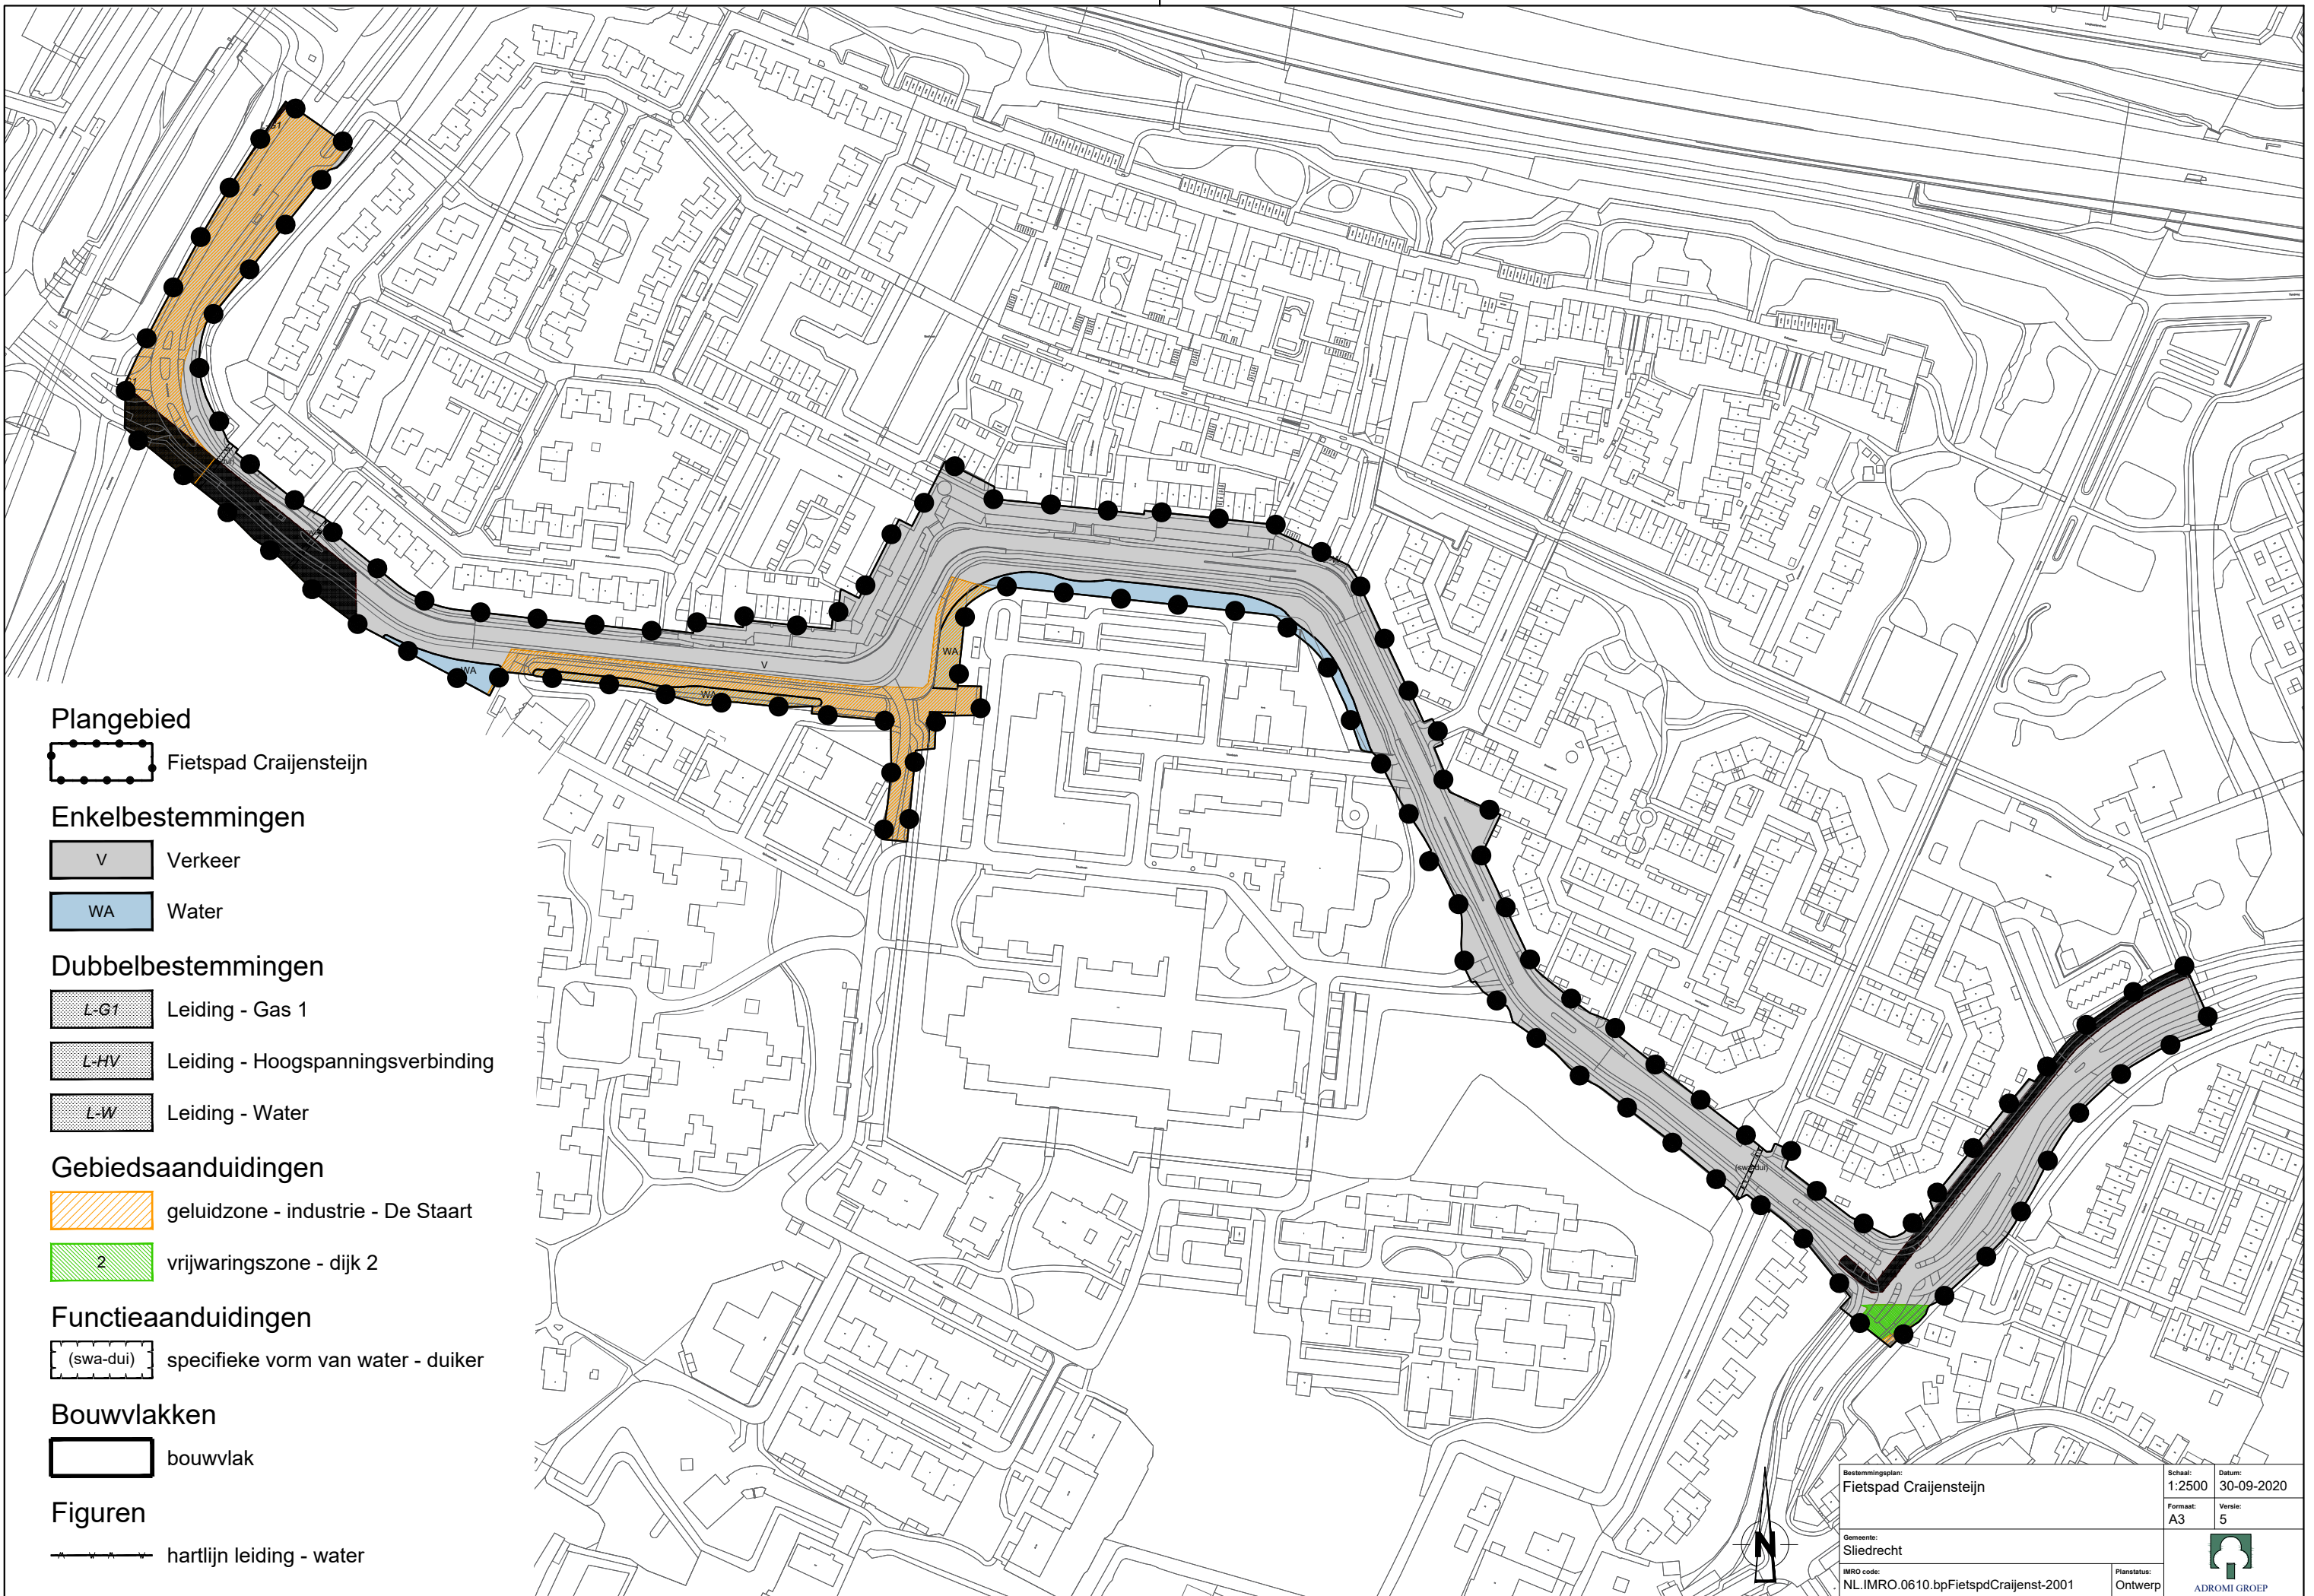 L-G1
WA
V
WA
WA
(swa-dui)
Plangebied
Fietspad Craijensteijn
Enkelbestemmingen
V Verkeer
WA Water
Dubbelbestemmingen
L-G1 Leiding - Gas 1
L-HV Leiding - Hoogspanningsverbinding
L-W Leiding - Water
Gebiedsaanduidingen
geluidzone - industrie - De Staart
2 vrijwaringszone - dijk 2
Functieaanduidingen
(swa-dui) specifieke vorm van water - duiker
Bouwvlakken
bouwvlak
Figuren
hartlijn leiding - water
N
Bestemmingsplan:
Fietspad Craijensteijn
Schaal:
1:2500
Datum:
30-09-2020
Formaat:
A3
Versie:
5
Gemeente:
Sliedrecht
IMRO code:
NL.IMRO.0610.bpFietspdCraijenst-2001
Planstatus:
Ontwerp
ADROMI GROEP